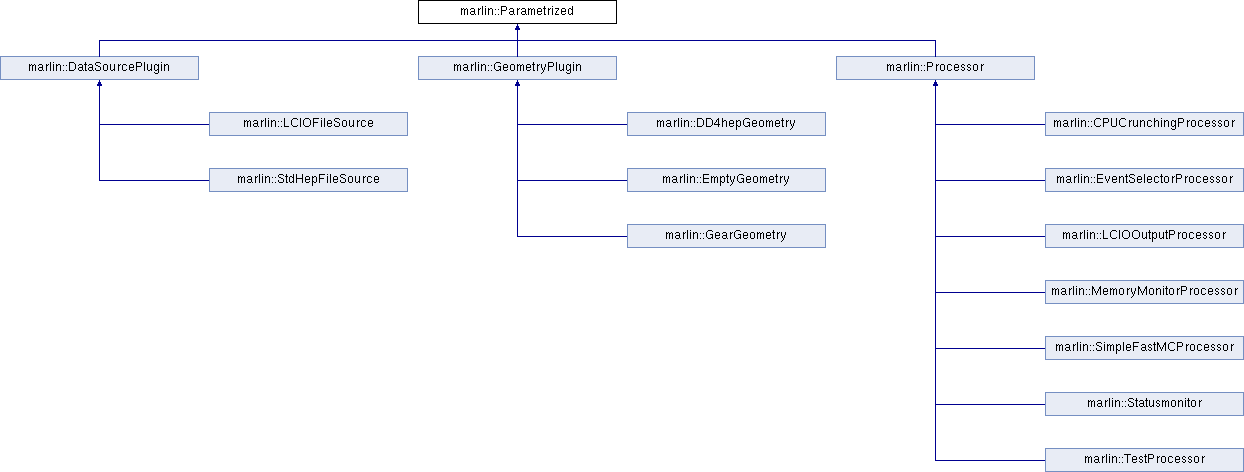 marlin::Parametrized
marlin::DataSourcePlugin
marlin::GeometryPlugin
marlin::Processor
marlin::LCIOFileSource
marlin::DD4hepGeometry
marlin::CPUCrunchingProcessor
marlin::StdHepFileSource
marlin::EmptyGeometry
marlin::EventSelectorProcessor
marlin::GearGeometry
marlin::LCIOOutputProcessor
marlin::MemoryMonitorProcessor
marlin::SimpleFastMCProcessor
marlin::Statusmonitor
marlin::TestProcessor